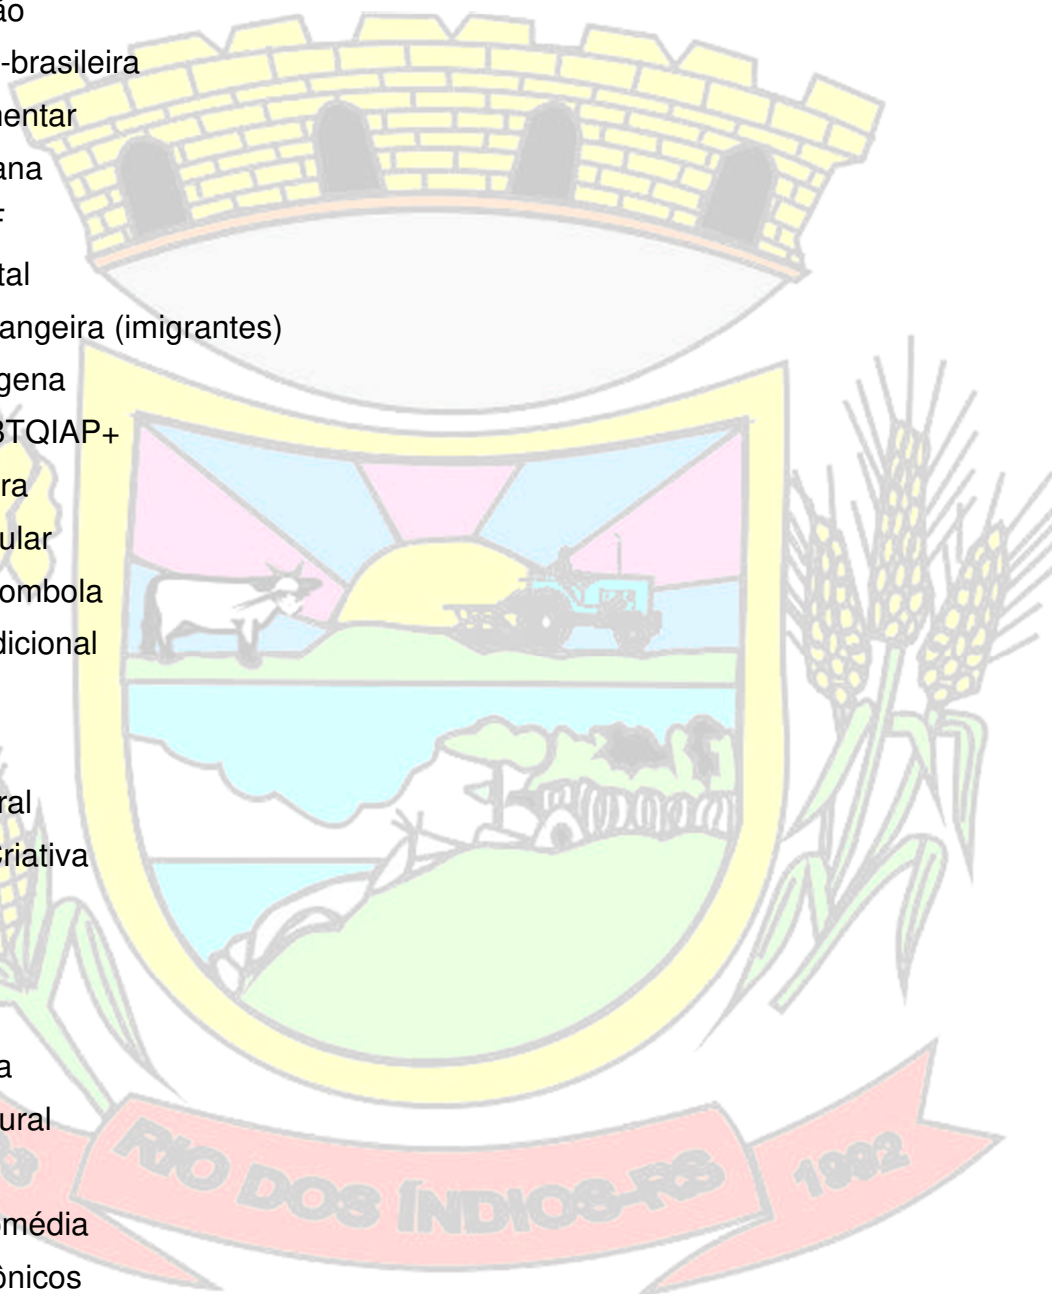 ão
-brasileira
nentar
ana
F
tal
angeira (imigrantes)
gena
BTQIAP+
ra
ular
ombola
dicional
ral
Criativa
a
ural
3
RIO DOS ÍNDIOS-RS
1992
omédia
ônicos